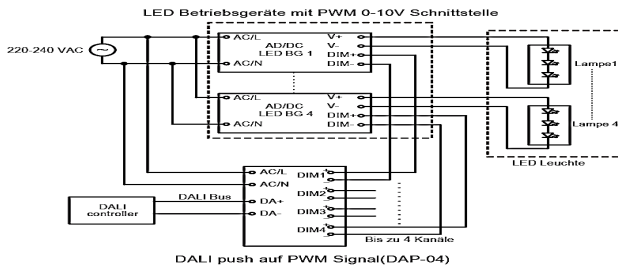 LED Betriebsgeräte mit PWM 0-10V Schnittstelle
220-240 VAC
AC/L
AC/N
AD/DC
LED BG 1
V+
V-
DIM+
DIM-
AC/L
AC/N
AD/DC
LED BG 4
V+
V-
DIM+
DIM-
Lampe1
Lampe 4
LED Leuchte
AC/L
AC/N
DA+
DA-
DIM1
DIM2
DIM3
DIM4
DALI Bus
DALI
controller
Bis zu 4 Kanäle
DALI push auf PWM Signal(DAP-04)